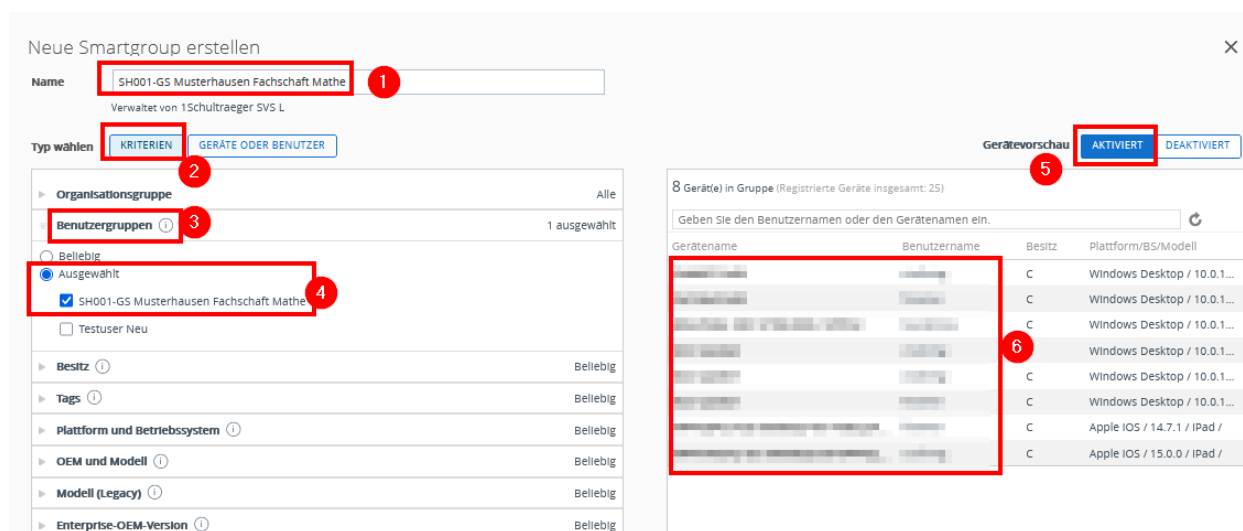 Neue Smartgroup erstellen
Name SH001-GS Musterhausen Fachschaft Mathe 1
Verwaltet von 1Schultraeger SVS L
Typ wählen KRITERIEN GERÄTE ODER BENUTZER
2
Gerätevorschau AKTIVIERT DEAKTIVIERT
5
Organisationsgruppe Alle
Benutzergruppen 3 1 ausgewählt
Beliebig
Ausgewählt
SH001-GS Musterhausen Fachschaft Mathe 4
Testuser Neu
Besitz Beliebig
Tags Beliebig
Plattform und Betriebssystem Beliebig
OEM und Modell Beliebig
Modell (Legacy) Beliebig
Enterprise-OEM-Version Beliebig
8 Gerät(e) in Gruppe (Registrierte Geräte insgesamt: 25)
Geben Sie den Benutzernamen oder den Gerätenamen ein.
Gerätename Benutzername Besitz Plattform/BS/Modell
C Windows Desktop / 10.0.1...
C Windows Desktop / 10.0.1...
C Windows Desktop / 10.0.1...
6 Windows Desktop / 10.0.1...
C Windows Desktop / 10.0.1...
C Windows Desktop / 10.0.1...
C Apple IOS / 14.7.1 / IPad /
C Apple IOS / 15.0.0 / IPad /